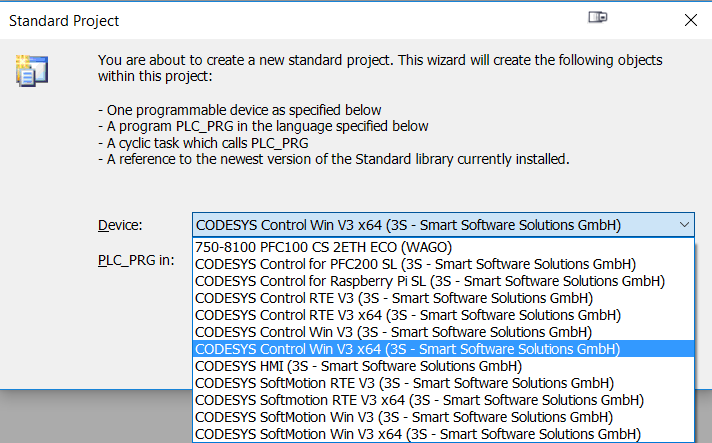 Standard Project
You are about to create a new standard project. This wizard will create the following objects
within this project:
- One programmable device as specified below
- A program PLC_PRG in the language specified below
- A cyclic task which calls PLC_PRG
- A reference to the newest version of the Standard library currently installed.
Device: CODESYS Control Win V3 x64 (3S - Smart Software Solutions GmbH)
PLC_PRG in:
750-8100 PFC100 CS 2ETH ECO (WAGO)
CODESYS Control for PFC200 SL (3S - Smart Software Solutions GmbH)
CODESYS Control for Raspberry Pi SL (3S - Smart Software Solutions GmbH)
CODESYS Control RTE V3 (3S - Smart Software Solutions GmbH)
CODESYS Control RTE V3 x64 (3S - Smart Software Solutions GmbH)
CODESYS Control Win V3 (3S - Smart Software Solutions GmbH)
CODESYS Control Win V3 x64 (3S - Smart Software Solutions GmbH)
CODESYS HMI (3S - Smart Software Solutions GmbH)
CODESYS SoftMotion RTE V3 (3S - Smart Software Solutions GmbH)
CODESYS Softmotion RTE V3 x64 (3S - Smart Software Solutions GmbH)
CODESYS SoftMotion Win V3 (3S - Smart Software Solutions GmbH)
CODESYS SoftMotion Win V3 x64 (3S - Smart Software Solutions GmbH)